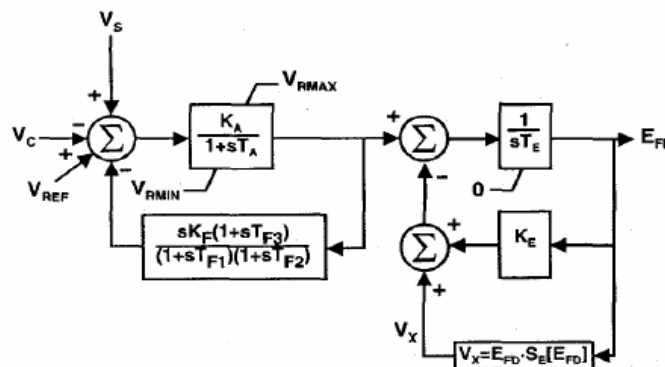 V_S
V_C
V_REF
+
-
+
-
Σ
K_A
1+sT_A
V_RMAX
V_RMIN
sK_F(1+sT_F3)
(1+sT_F1)(1+sT_F2)
+
-
Σ
1
sT_E
0
E_F
+
+
Σ
K_E
V_X
V_X=E_FD·S_E[E_FD]